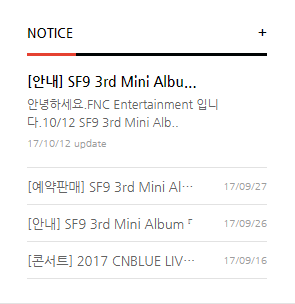 NOTICE +
[안내] SF9 3rd Mini Albu...
안녕하세요.FNC Entertainment 입니
다.10/12 SF9 3rd Mini Alb..
17/10/12 update
[예약판매] SF9 3rd Mini Al… 17/09/27
[안내] SF9 3rd Mini Album 『 17/09/26
[콘서트] 2017 CNBLUE LIV… 17/09/16